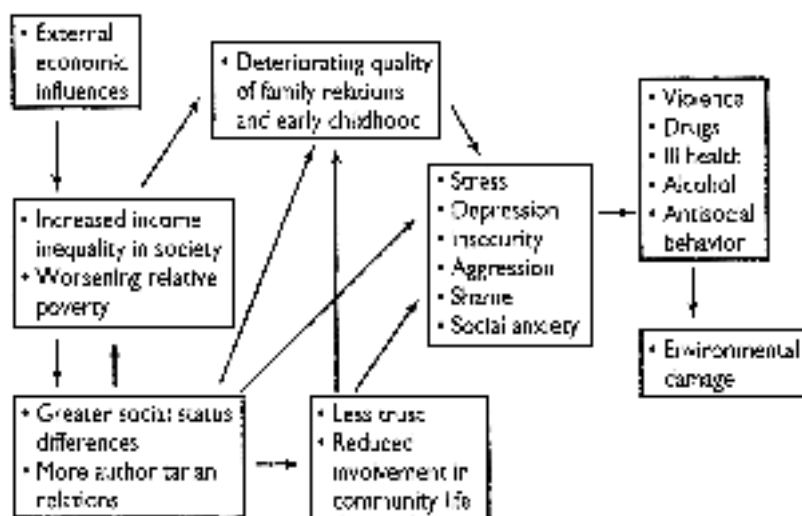 • External
economic
influences
• Deteriorating quality
of family relations
and early childhood
• Violence
• Drugs
• Ill health
• Alcohol
• Antisocial
behavior
• Stress
• Depression
• Insecurity
• Aggression
• Shame
• Social anxiety
• Increased income
inequality in society
• Worsening relative
poverty
• Environmental
damage
• Greater social status
differences
• More authoritarian
relations
• Less trust
• Reduced
involvement in
community life